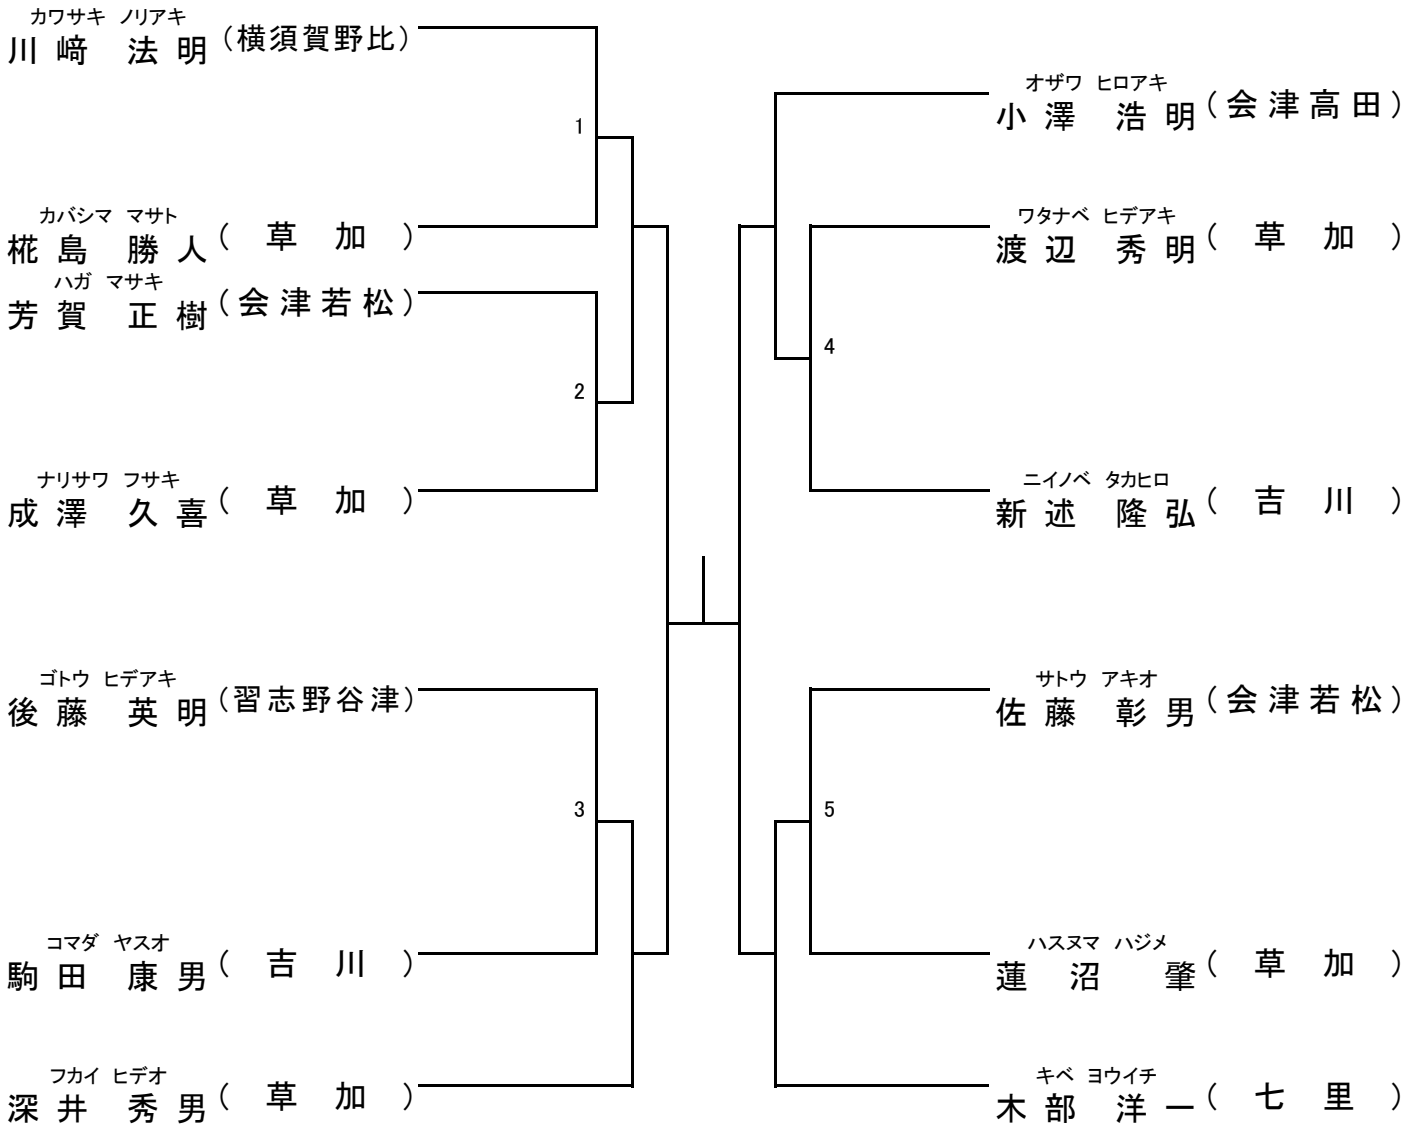 カワサキ ノリアキ
川﨑 法明 (横須賀野比)
1
カバシマ マサト
椛島 勝人 (草加)
ハガ マサキ
芳賀 正樹 (会津若松)
2
ナリサワ フサキ
成澤 久喜 (草加)
ゴトウ ヒデアキ
後藤 英明 (習志野谷津)
3
コマダ ヤスオ
駒田 康男 (吉川)
フカイ ヒデオ
深井 秀男 (草加)
オザワ ヒロアキ
小澤 浩明 (会津高田)
ワタナベ ヒデアキ
渡辺 秀明 (草加)
4
ニイノベ タカヒロ
新述 隆弘 (吉川)
サトウ アキオ
佐藤 彰男 (会津若松)
5
ハスヌマ ハジメ
蓮沼 肇 (草加)
キベ ヨウイチ
木部 洋一 (七里)